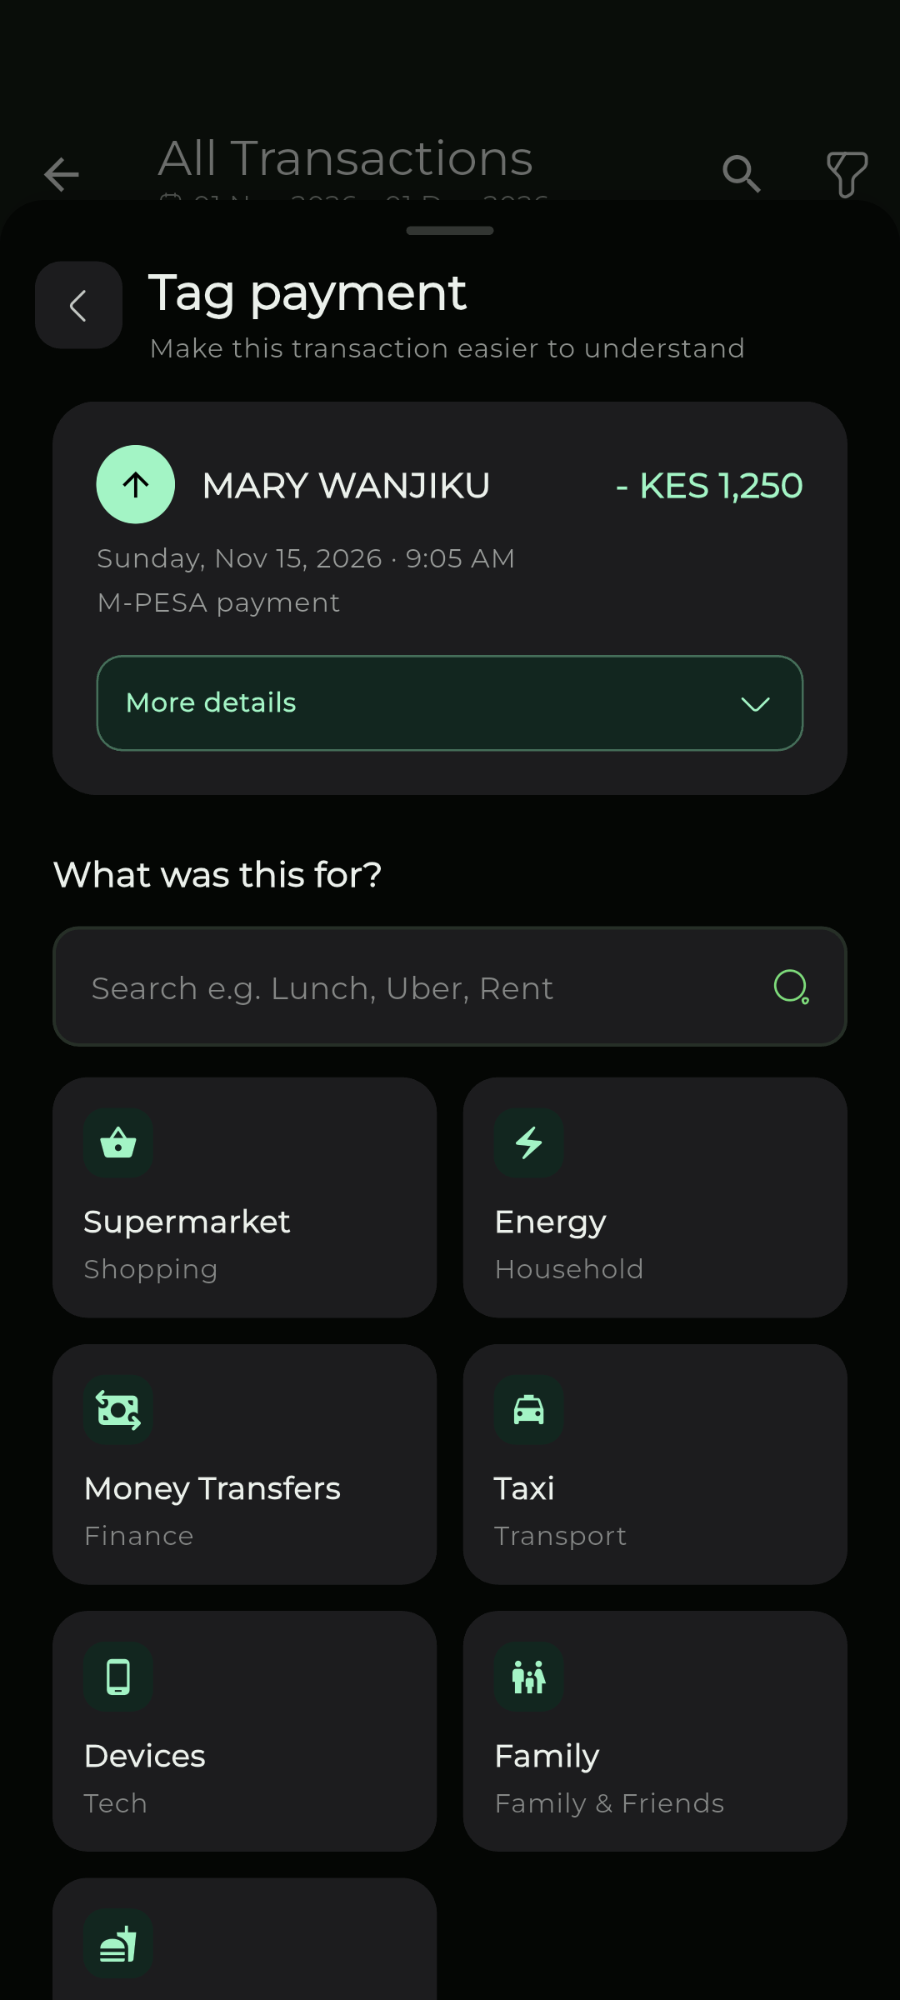 All Transactions
Tag payment
Make this transaction easier to understand
MARY WANJIKU
- KES 1,250
Sunday, Nov 15, 2026 · 9:05 AM
M-PESA payment
More details
What was this for?
Search e.g. Lunch, Uber, Rent
Supermarket
Shopping
Energy
Household
Money Transfers
Finance
Taxi
Transport
Devices
Tech
Family
Family & Friends